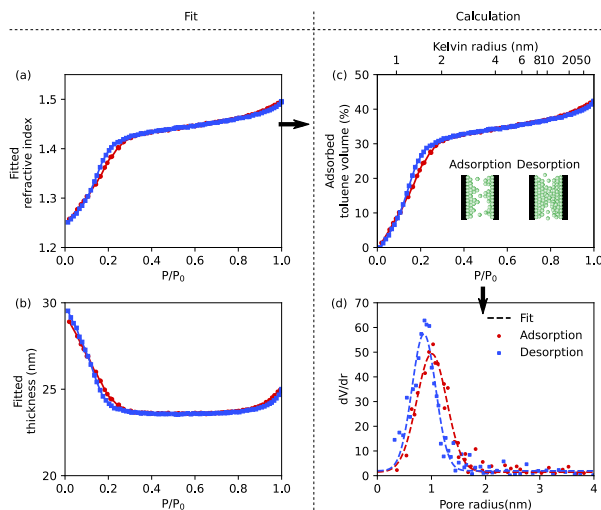 Fit
Calculation
(a)
1.5
1.4
1.3
1.2
Fitted
refractive index
0.0 0.2 0.4 0.6 0.8 1.0
P/P0
Kelvin radius (nm)
1 2 4 6 810 2050
(c)
50
40
30
20
10
0
Adsorbed
toluene volume (%)
Adsorption Desorption
0.0 0.2 0.4 0.6 0.8 1.0
P/P0
(b)
30
25
20
Fitted
thickness (nm)
0.0 0.2 0.4 0.6 0.8 1.0
P/P0
(d)
70
60
50
40
30
20
10
0
dV/dr
Fit
Adsorption
Desorption
0 1 2 3 4
Pore radius(nm)